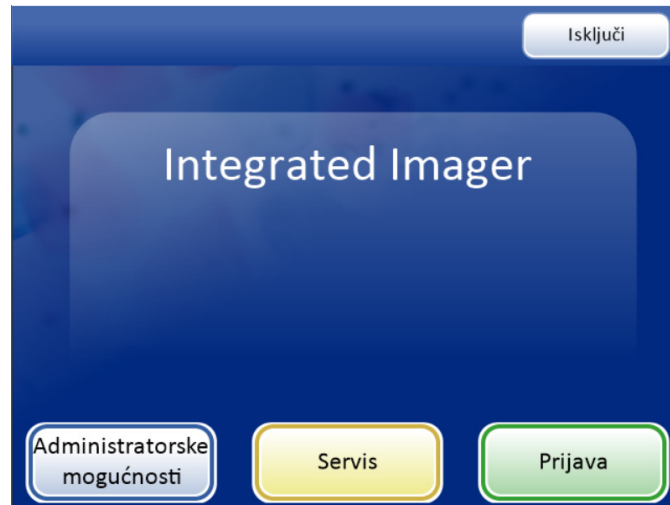 Isključi
Integrated Imager
Administratorske
mogućnosti
Servis
Prijava